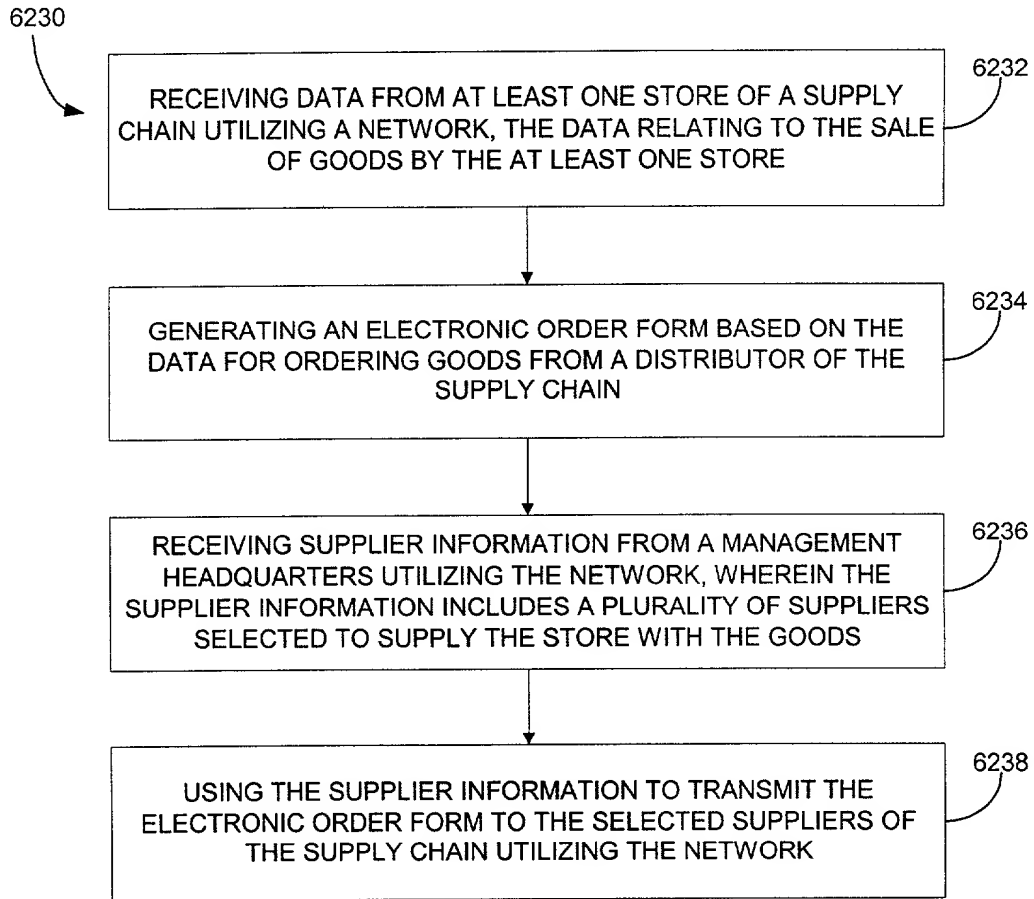 6230
6232
RECEIVING DATA FROM AT LEAST ONE STORE OF A SUPPLY
CHAIN UTILIZING A NETWORK, THE DATA RELATING TO THE SALE
OF GOODS BY THE AT LEAST ONE STORE
6234
GENERATING AN ELECTRONIC ORDER FORM BASED ON THE
DATA FOR ORDERING GOODS FROM A DISTRIBUTOR OF THE
SUPPLY CHAIN
6236
RECEIVING SUPPLIER INFORMATION FROM A MANAGEMENT
HEADQUARTERS UTILIZING THE NETWORK, WHEREIN THE
SUPPLIER INFORMATION INCLUDES A PLURALITY OF SUPPLIERS
SELECTED TO SUPPLY THE STORE WITH THE GOODS
6238
USING THE SUPPLIER INFORMATION TO TRANSMIT THE
ELECTRONIC ORDER FORM TO THE SELECTED SUPPLIERS OF
THE SUPPLY CHAIN UTILIZING THE NETWORK